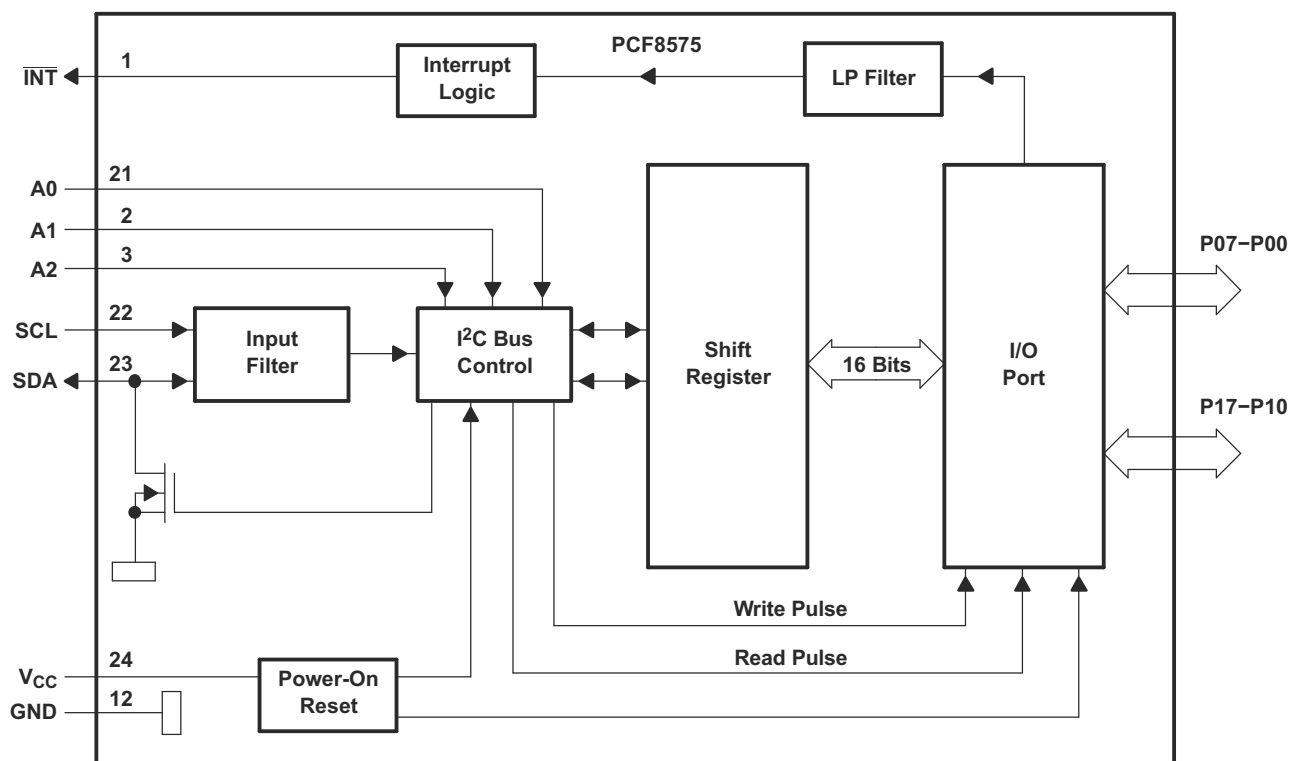 PCF8575
1
INT
Interrupt
Logic
LP Filter
21
A0
2
A1
3
A2
22
SCL
23
SDA
Input
Filter
I²C Bus
Control
Shift
Register
16 Bits
I/O
Port
P07−P00
P17−P10
Write Pulse
Read Pulse
24
VCC
12
GND
Power-On
Reset